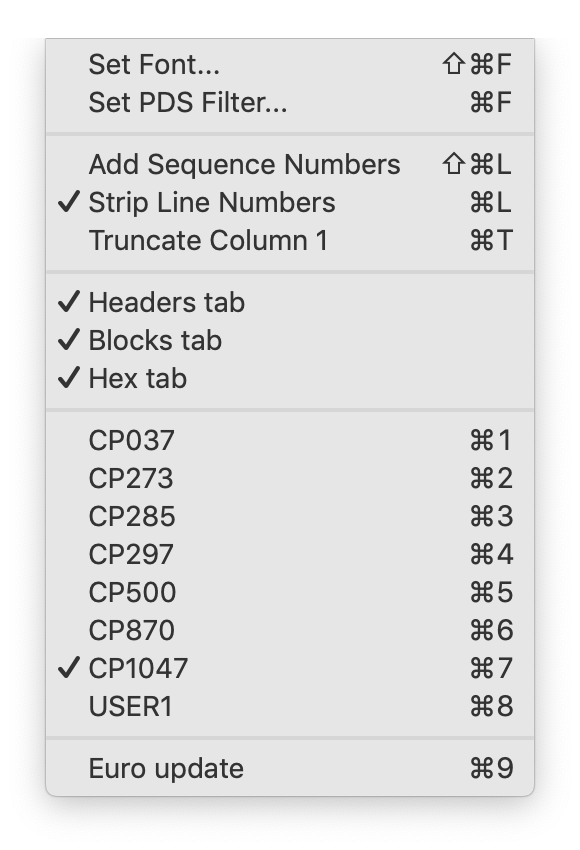 Set Font... ⇧⌘F
Set PDS Filter... ⌘F
Add Sequence Numbers ⇧⌘L
✓ Strip Line Numbers ⌘L
Truncate Column 1 ⌘T
✓ Headers tab
✓ Blocks tab
✓ Hex tab
CP037 ⌘1
CP273 ⌘2
CP285 ⌘3
CP297 ⌘4
CP500 ⌘5
CP870 ⌘6
✓ CP1047 ⌘7
USER1 ⌘8
Euro update ⌘9